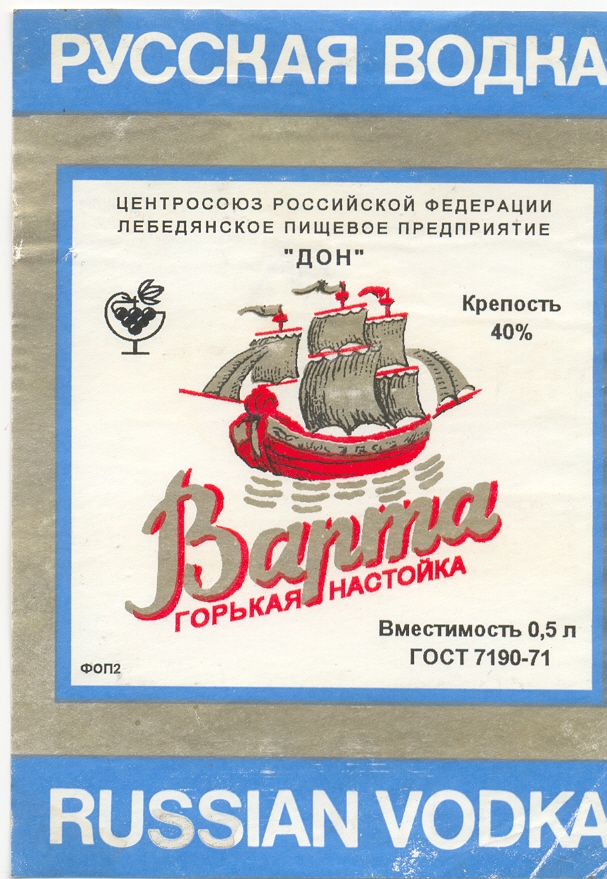 РУССКАЯ ВОДКА
ЦЕНТРОСОЮЗ РОССИЙСКОЙ ФЕДЕРАЦИИ
ЛЕБЕДЯНСКОЕ ПИЩЕВОЕ ПРЕДПРИЯТИЕ
"ДОН"
Крепость
40%
Варта
ГОРЬКАЯ НАСТОЙКА
Вместимость 0,5 л
ГОСТ 7190-71
ФОП2
RUSSIAN VODKA